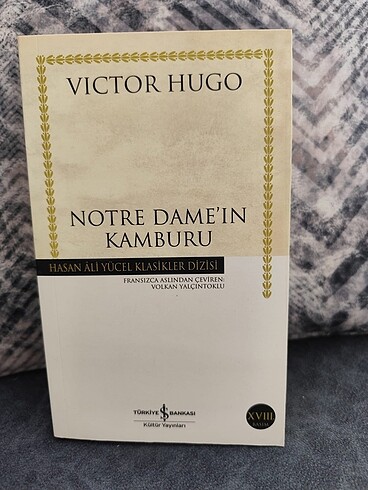 VICTOR HUGO
NOTRE DAME'IN
KAMBURU
HASAN ÂLİ YÜCEL KLASİKLER DİZİSİ
FRANSIZCA ASLINDAN ÇEVİREN:
VOLKAN YALÇINTOKLU
TÜRKİYE İŞ BANKASI
Kültür Yayınları
XVIII.
BASIM